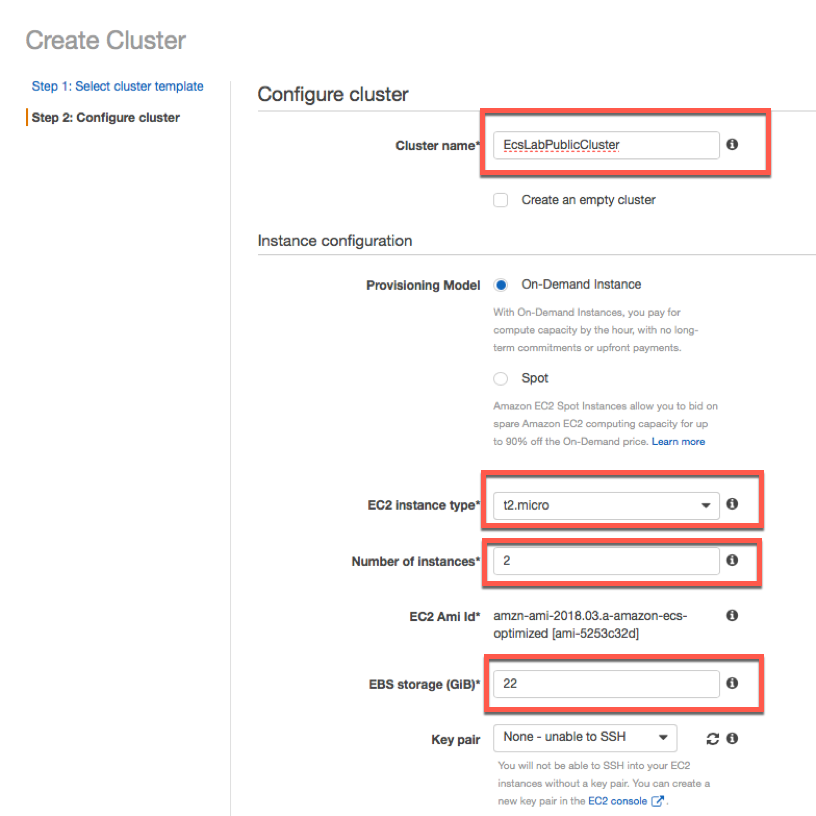 Create Cluster
Step 1: Select cluster template
Step 2: Configure cluster
Configure cluster
Cluster name*
EcsLabPublicCluster
Create an empty cluster
Instance configuration
Provisioning Model
On-Demand Instance
With On-Demand Instances, you pay for
compute capacity by the hour, with no long-
term commitments or upfront payments.
Spot
Amazon EC2 Spot Instances allow you to bid on
spare Amazon EC2 computing capacity for up
to 90% off the On-Demand price. Learn more
EC2 instance type*
t2.micro
Number of instances*
2
EC2 Ami Id*
amzn-ami-2018.03.a-amazon-ecs-
optimized [ami-5253c32d]
EBS storage (GiB)*
22
Key pair
None - unable to SSH
You will not be able to SSH into your EC2
instances without a key pair. You can create a
new key pair in the EC2 console .